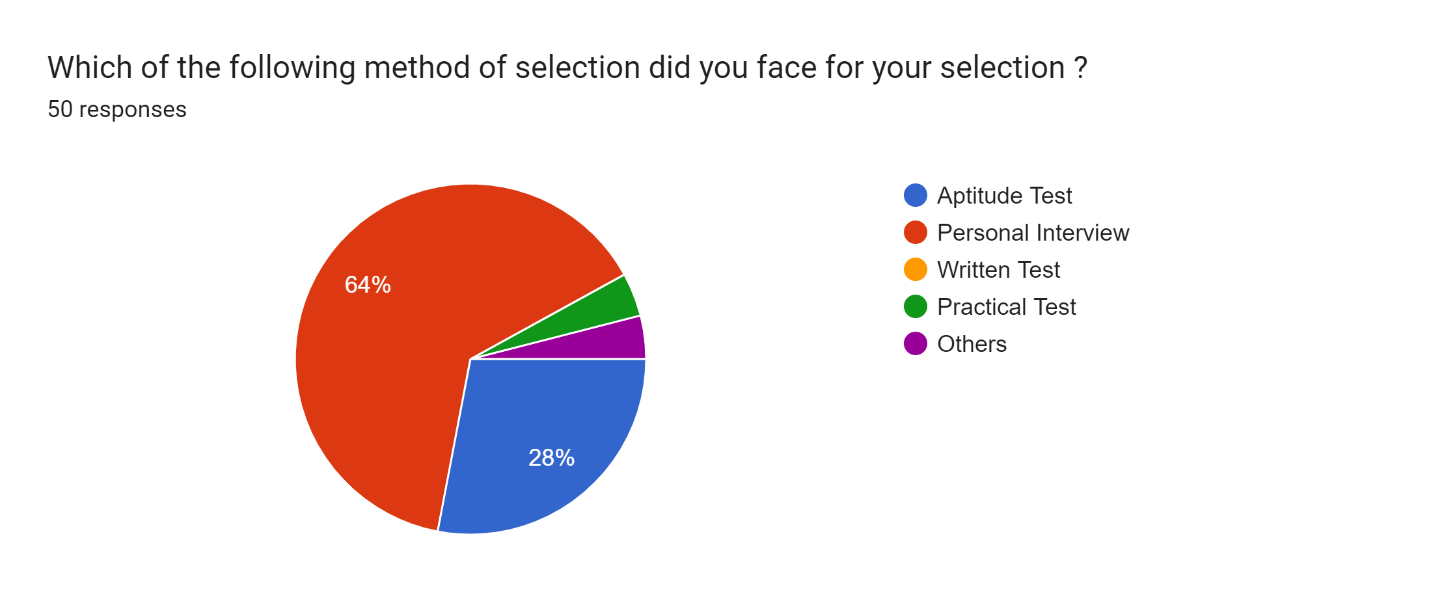 Which of the following method of selection did you face for your selection ?
50 responses
64%
28%
Aptitude Test
Personal Interview
Written Test
Practical Test
Others